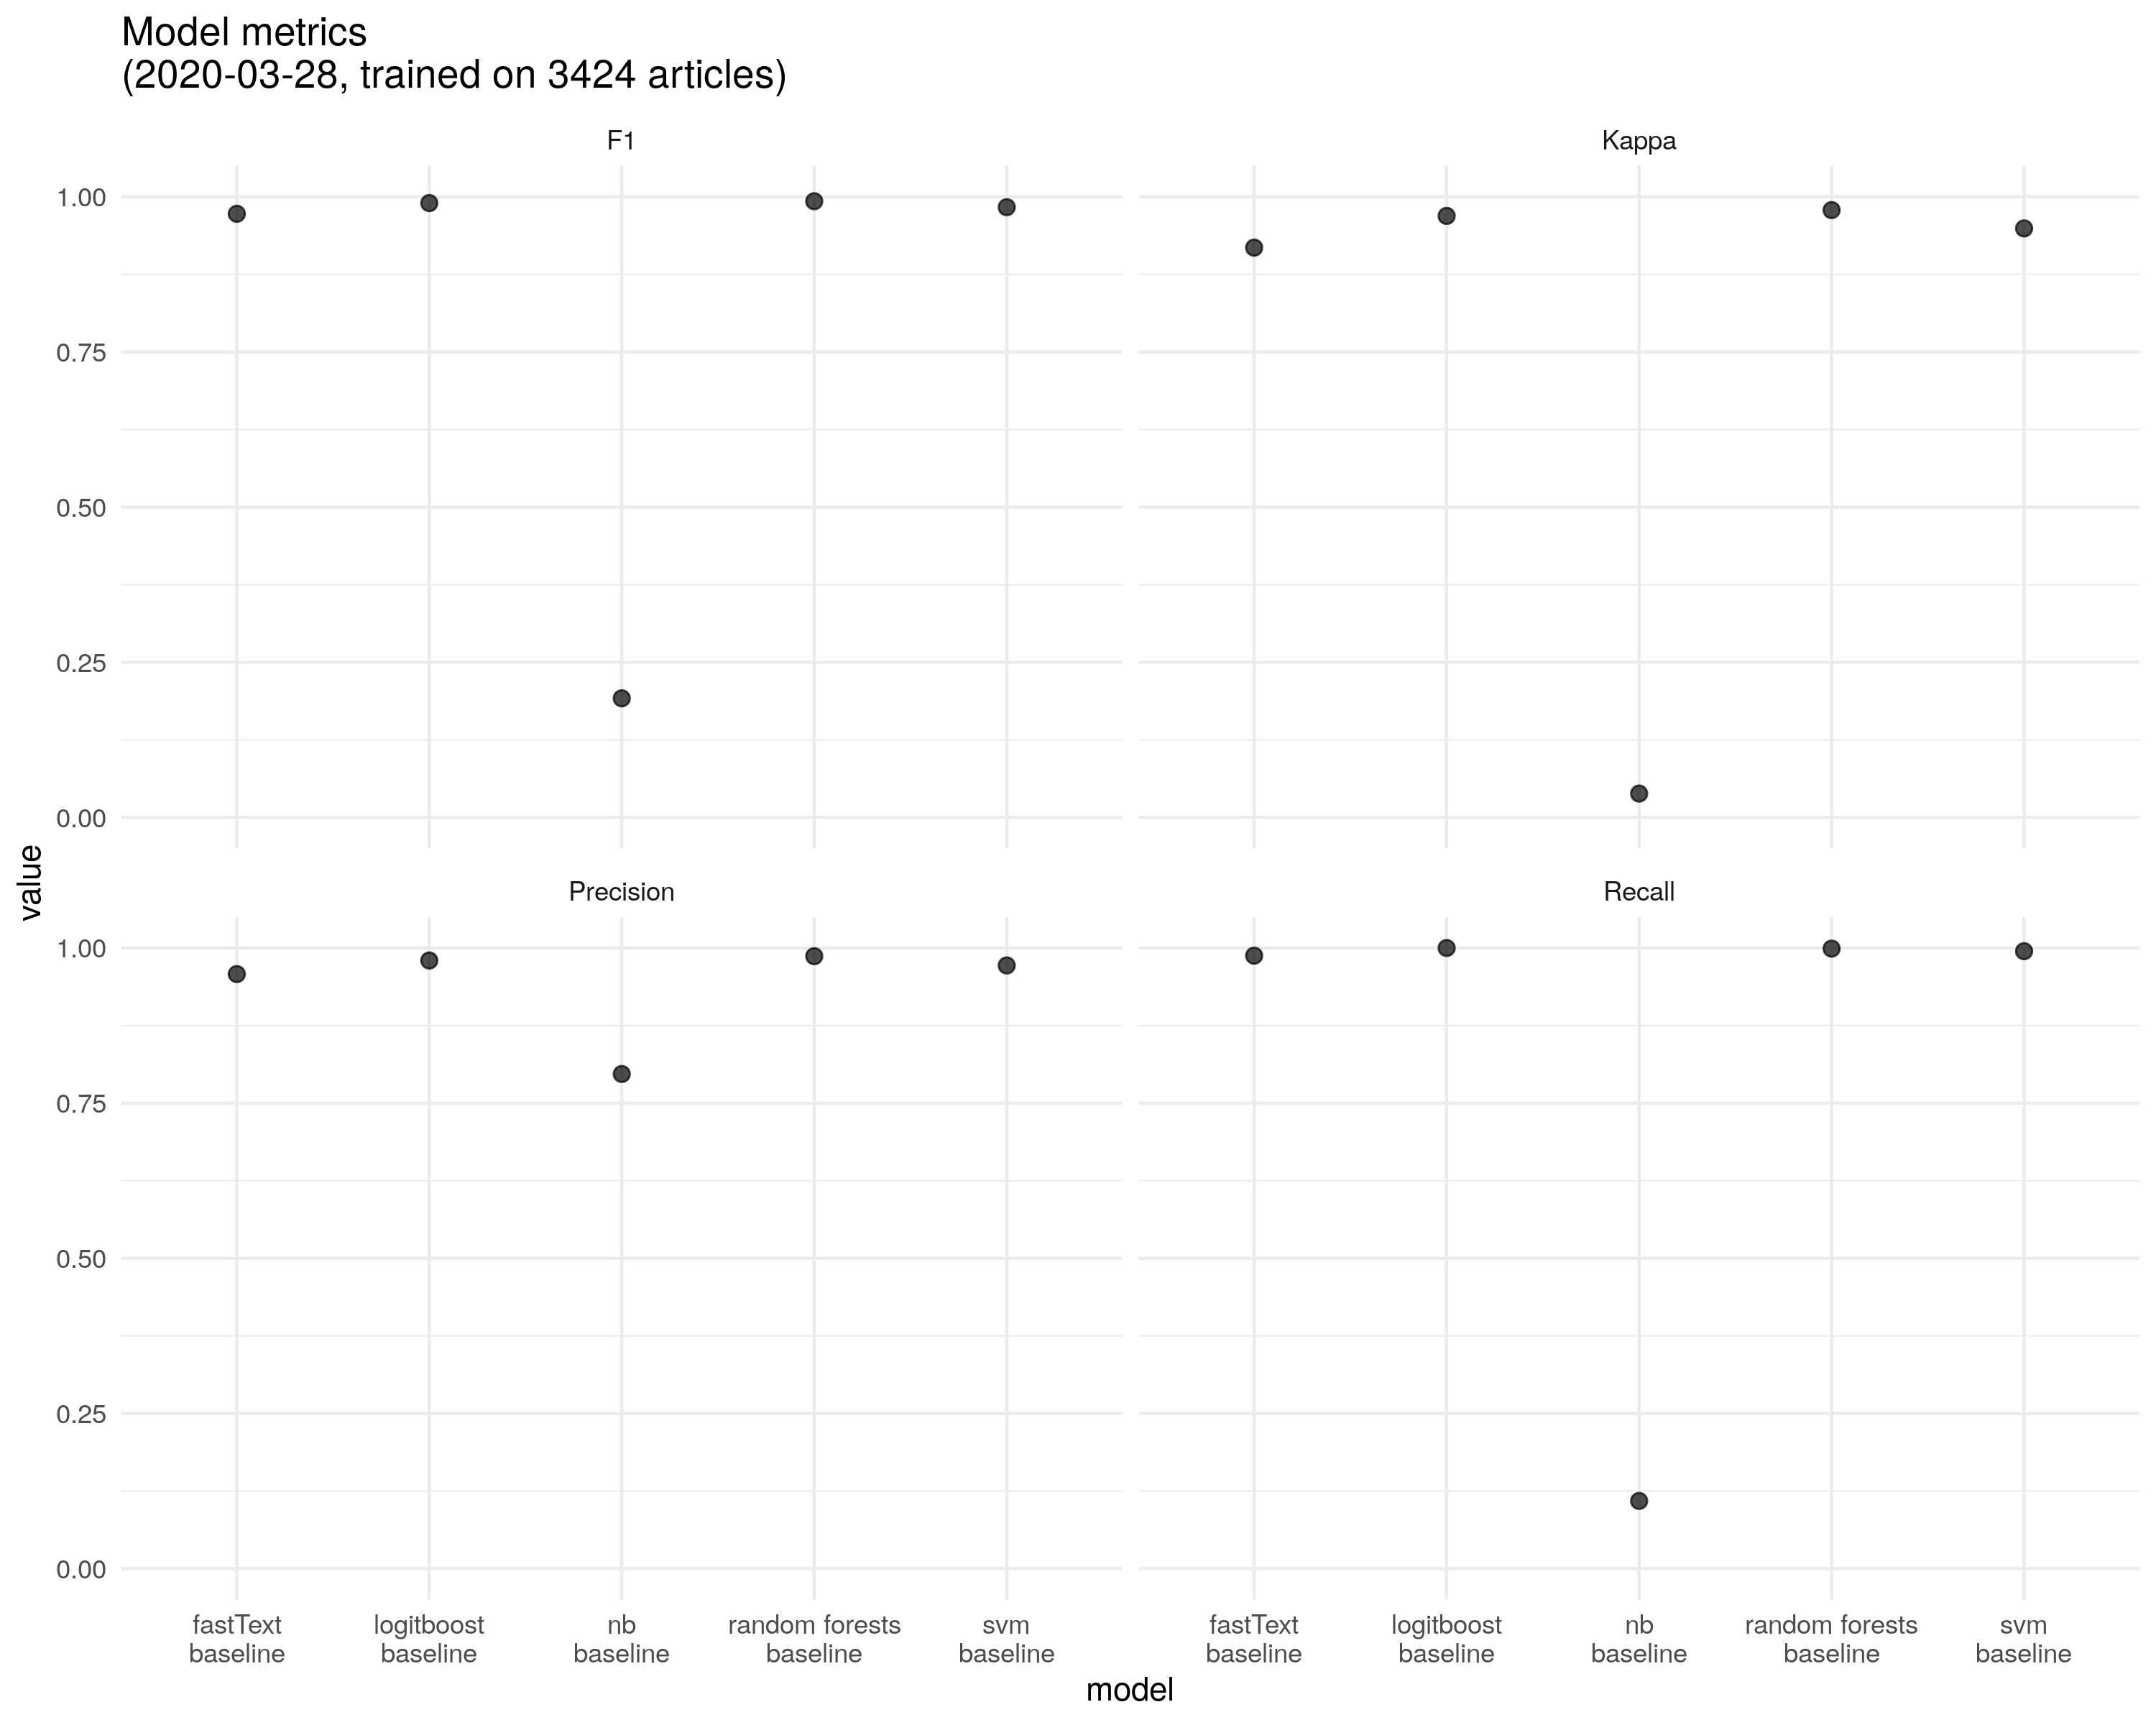 Model metrics
(2020-03-28, trained on 3424 articles)
F1
Kappa
1.00
0.75
0.50
0.25
0.00
value
Precision
Recall
1.00
0.75
0.50
0.25
0.00
fastText
baseline
logitboost
baseline
nb
baseline
random forests
baseline
svm
baseline
fastText
baseline
logitboost
baseline
nb
baseline
random forests
baseline
svm
baseline
model